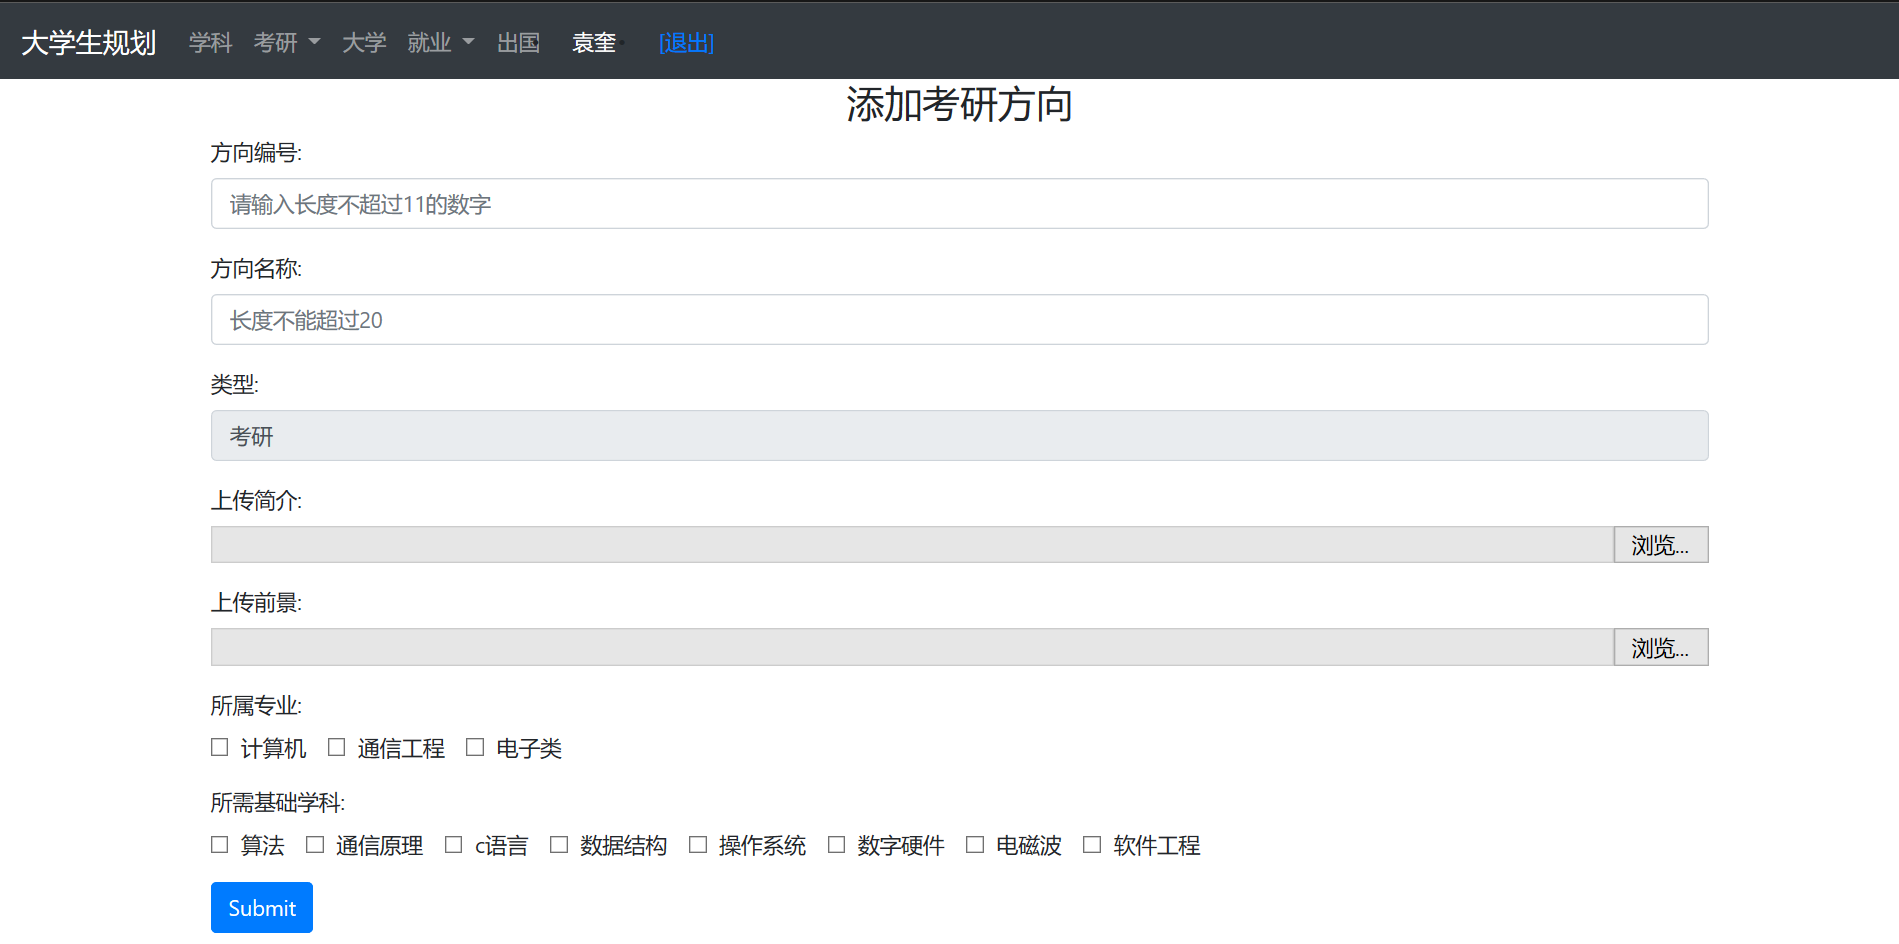 大学生规划 学科 考研 大学 就业 出国 袁奎 [退出]
添加考研方向
方向编号:
请输入长度不超过11的数字
方向名称:
长度不能超过20
类型:
考研
上传简介:
浏览...
上传前景:
浏览...
所属专业:
计算机 通信工程 电子类
所需基础学科:
算法 通信原理 c语言 数据结构 操作系统 数字硬件 电磁波 软件工程
Submit